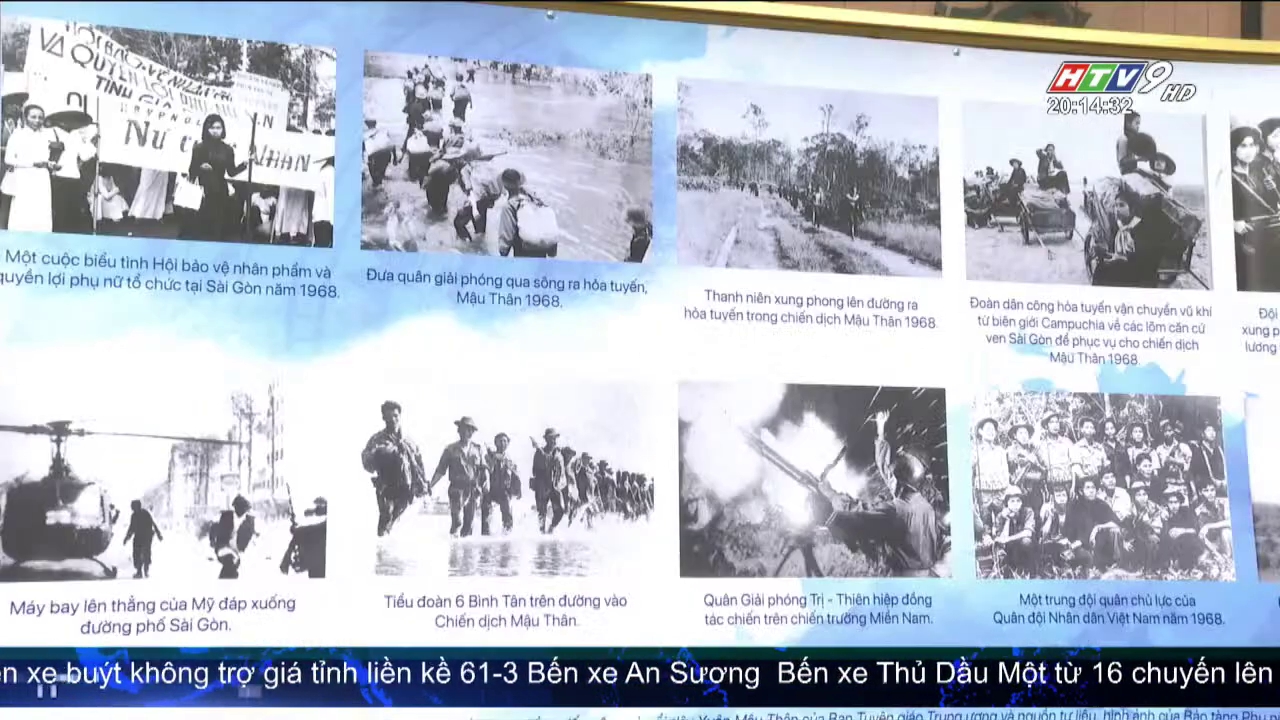 HTV9 HD
20:14:32
VÀ QUYỀN LỢI
NỮ
NHÂN
Một cuộc biểu tình Hội bảo vệ nhân phẩm và
quyền lợi phụ nữ tổ chức tại Sài Gòn năm 1968.
Đưa quân giải phóng qua sông ra hỏa tuyến,
Mậu Thân 1968.
Thanh niên xung phong lên đường ra
hỏa tuyến trong chiến dịch Mậu Thân 1968.
Đoàn dân công hỏa tuyến vận chuyển vũ khí
từ biên giới Campuchia về các lõm căn cứ
ven Sài Gòn để phục vụ cho chiến dịch
Mậu Thân 1968.
Đội
xung p
lương
Máy bay lên thẳng của Mỹ đáp xuống
đường phố Sài Gòn.
Tiểu đoàn 6 Bình Tân trên đường vào
Chiến dịch Mậu Thân.
Quân Giải phóng Trị - Thiên hiệp đồng
tác chiến trên chiến trường Miền Nam.
Một trung đội quân chủ lực của
Quân đội Nhân dân Việt Nam năm 1968.
n xe buýt không trợ giá tỉnh liền kề 61-3 Bến xe An Sương Bến xe Thủ Dầu Một từ 16 chuyến lên